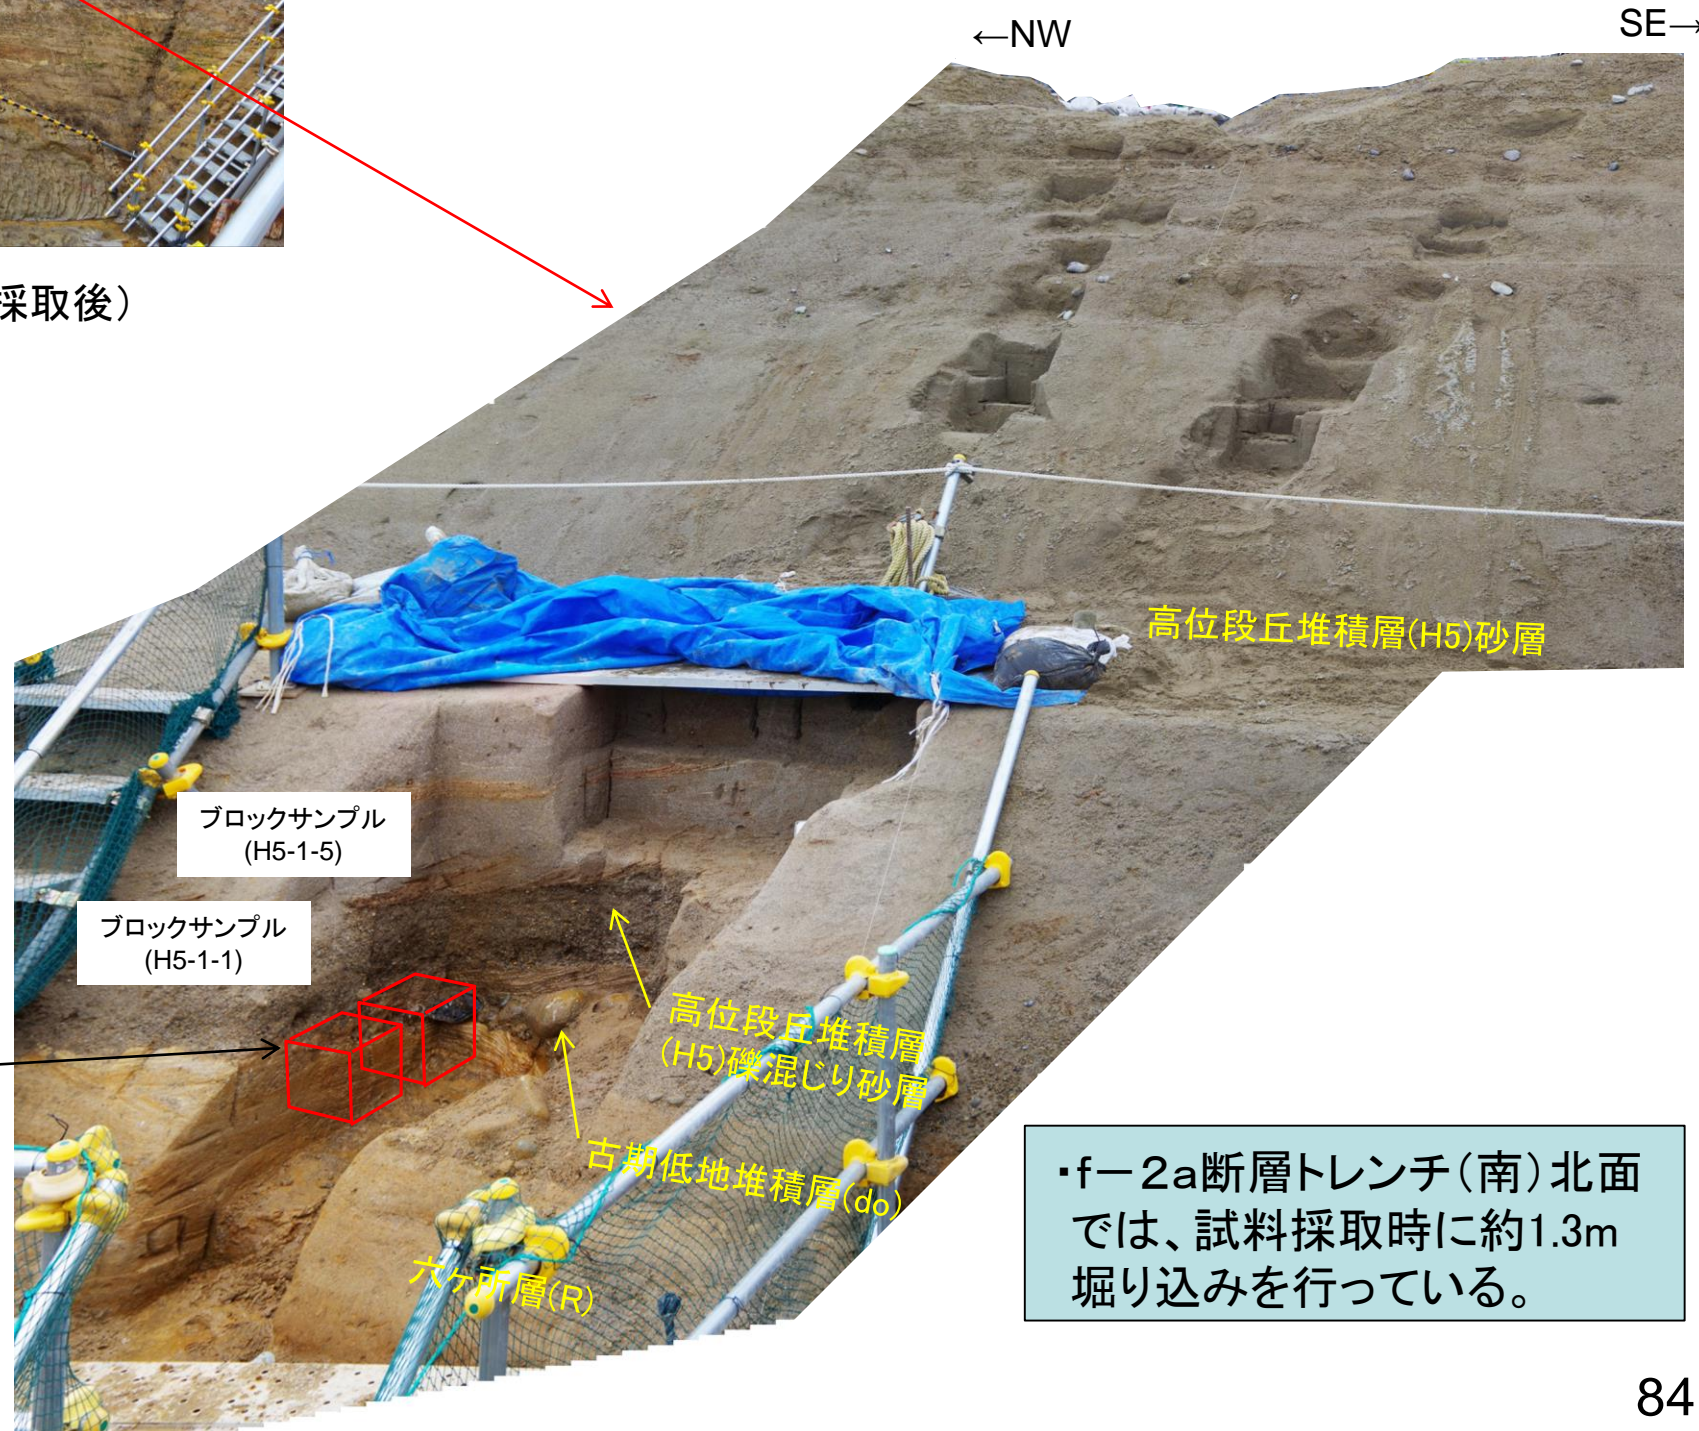 ←NW
SE→
採取後）
高位段丘堆積層(H5)砂層
ブロックサンプル
(H5-1-5)
ブロックサンプル
(H5-1-1)
高位段丘堆積層
(H5)礫混じり砂層
古期低地堆積層(do)
六ケ所層(R)
・f－2a断層トレンチ（南）北面
では、試料採取時に約1.3m
堀り込みを行っている。
84